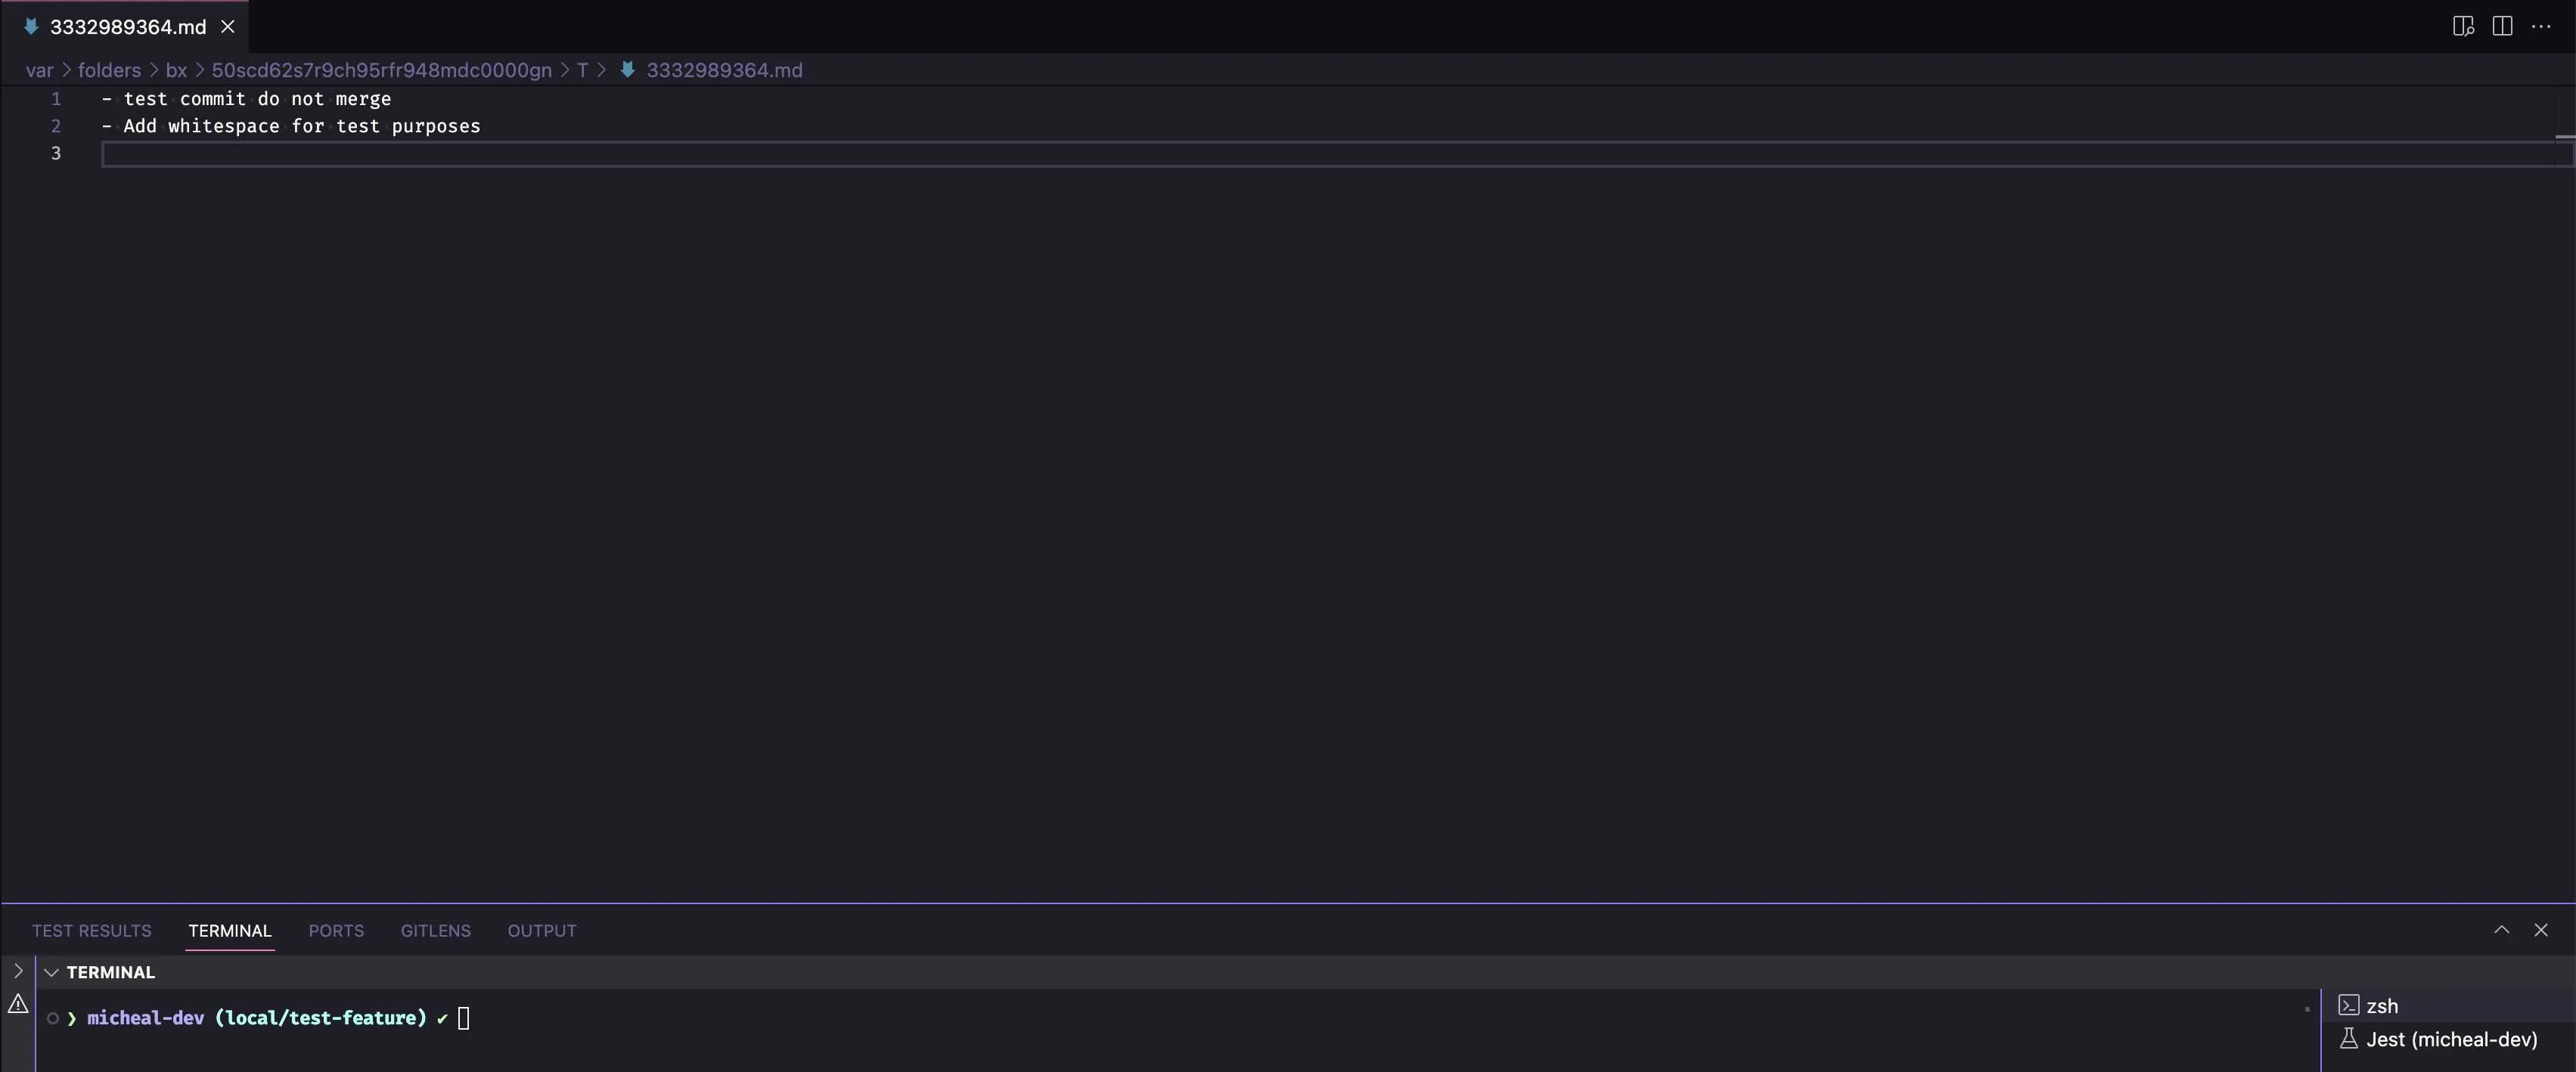 3332989364.md
var > folders > bx > 50scd62s7r9ch95rfr948mdc0000gn > T > 3332989364.md
1 - test commit do not merge
2 - Add whitespace for test purposes
3
TEST RESULTS TERMINAL PORTS GITLENS OUTPUT
TERMINAL
❯ micheal-dev (local/test-feature) ✔
zsh
Jest (micheal-dev)